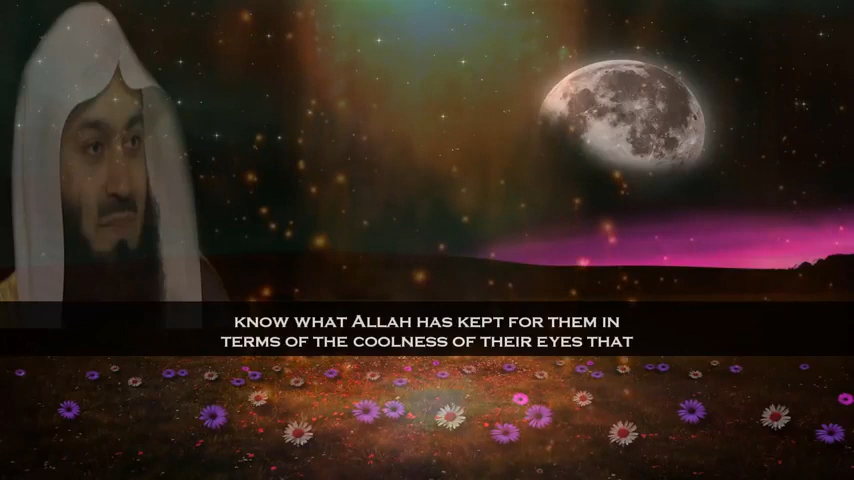 KNOW WHAT ALLAH HAS KEPT FOR THEM IN
TERMS OF THE COOLNESS OF THEIR EYES THAT